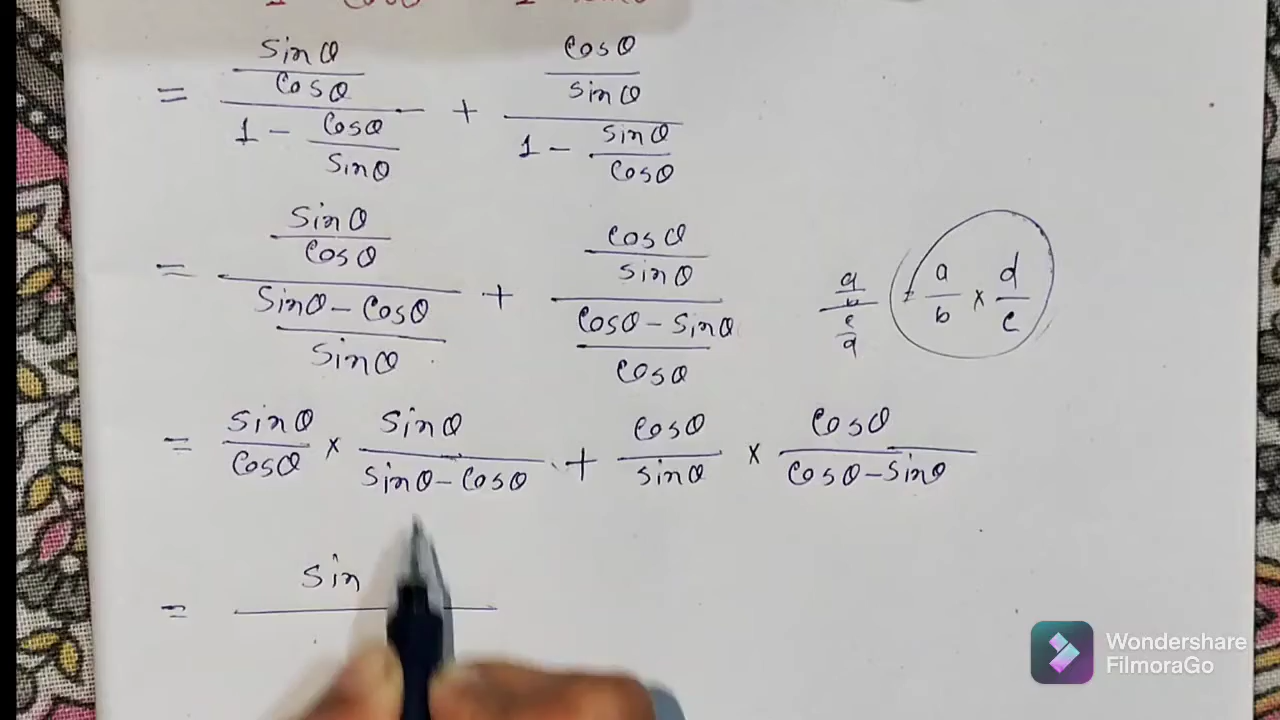 = sinθ/cosθ / (1 - cosθ/sinθ) + cosθ/sinθ / (1 - sinθ/cosθ)
= sinθ/cosθ / (sinθ - cosθ/sinθ) + cosθ/sinθ / (cosθ - sinθ/cosθ)
a/b / c/d = a/b × d/c
= sinθ/cosθ × sinθ/sinθ-cosθ + cosθ/sinθ × cosθ/cosθ-sinθ
= sin
Wondershare
FilmoraGo